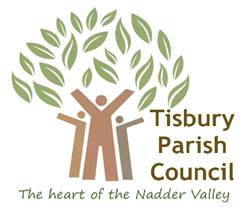 Tisbury
Parish
Council
The heart of the Nadder Valley